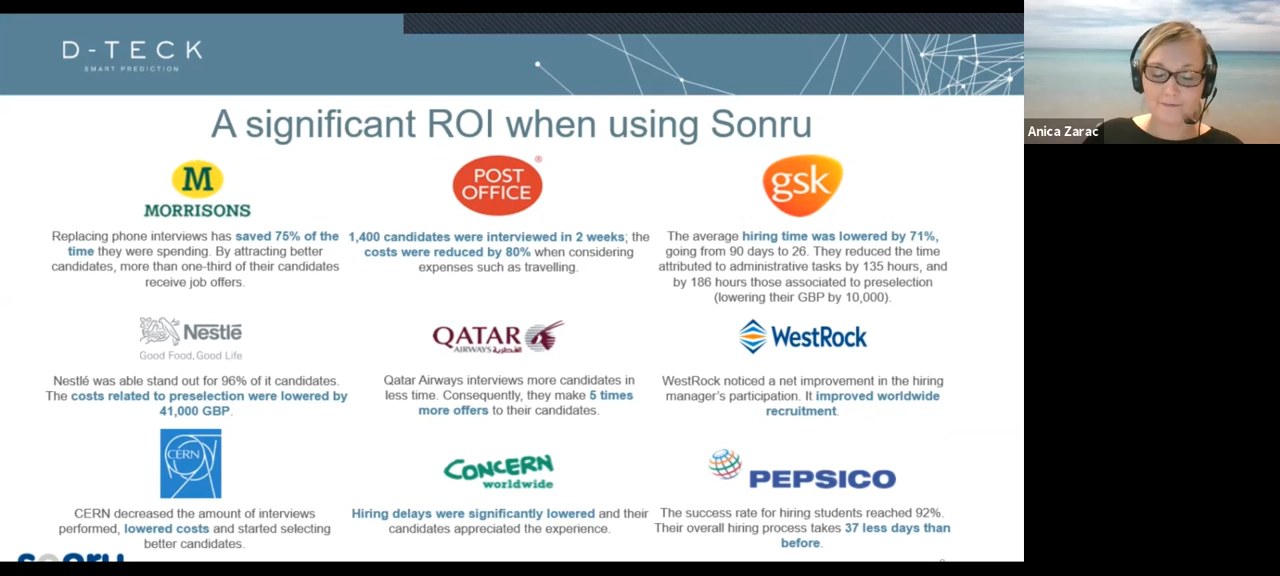 D-TECK
SMART PREDICTION
Anica Zarac
A significant ROI when using Sonru
M
MORRISONS
Replacing phone interviews has saved 75% of the
time they were spending. By attracting better
candidates, more than one-third of their candidates
receive job offers.
POST
OFFICE®
1,400 candidates were interviewed in 2 weeks; the
costs were reduced by 80% when considering
expenses such as travelling.
gsk
The average hiring time was lowered by 71%,
going from 90 days to 26. They reduced the time
attributed to administrative tasks by 135 hours, and
by 186 hours those associated to preselection
(lowering their GBP by 10,000).
Nestlé
Good Food, Good Life
Nestlé was able stand out for 96% of it candidates.
The costs related to preselection were lowered by
41,000 GBP.
QATAR
AIRWAYS القطرية
Qatar Airways interviews more candidates in
less time. Consequently, they make 5 times
more offers to their candidates.
WestRock
WestRock noticed a net improvement in the hiring
manager’s participation. It improved worldwide
recruitment.
CERN
CERN decreased the amount of interviews
performed, lowered costs and started selecting
better candidates.
CONCERN
worldwide
Hiring delays were significantly lowered and their
candidates appreciated the experience.
PEPSICO
The success rate for hiring students reached 92%.
Their overall hiring process takes 37 less days than
before.
sonru